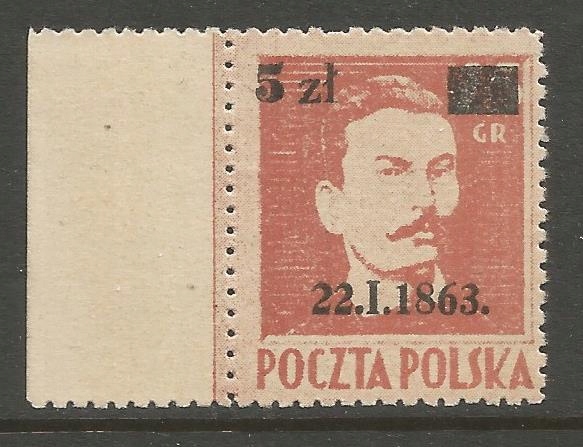 5 zł
GR
22.I.1863.
POCZTA POLSKA